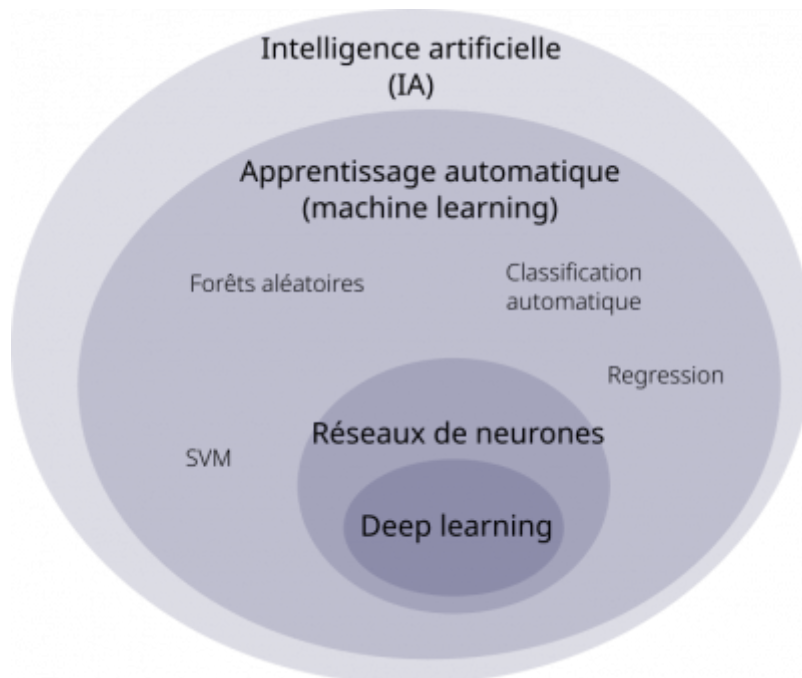 Intelligence artificielle
(IA)
Apprentissage automatique
(machine learning)
Forêts aléatoires
Classification
automatique
Regression
Réseaux de neurones
SVM
Deep learning